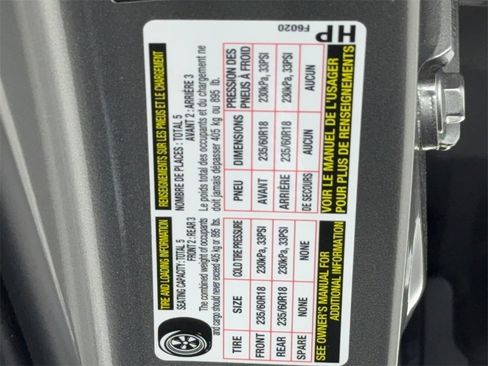 TIRE AND LOADING INFORMATION
SEATING CAPACITY: TOTAL 5
FRONT 2: REAR 3
The combined weight of occupants
and cargo should never exceed 405 kg or 895 lbs.
TIRE SIZE COLD TIRE PRESSURE
FRONT 235/60R18 230kPa, 33PSI
REAR 235/60R18 230kPa, 33PSI
SPARE NONE NONE
SEE OWNER'S MANUAL FOR
ADDITIONAL INFORMATION
RENSEIGNEMENTS SUR LES PNEUS ET LE CHARGEMENT
NOMBRE DE PLACES : TOTAL 5
AVANT 2 : ARRIÈRE 3
Le poids total des occupants et du chargement ne
doit jamais dépasser 405 kg ou 895 lb.
PNEU DIMENSIONS PRESSION DES
PNEUS À FROID
AVANT 235/60R18 230kPa, 33PSI
ARRIÈRE 235/60R18 230kPa, 33PSI
DE SECOURS AUCUN AUCUN
VOIR LE MANUEL DE L'USAGER
POUR PLUS DE RENSEIGNEMENTS
F6020
HP